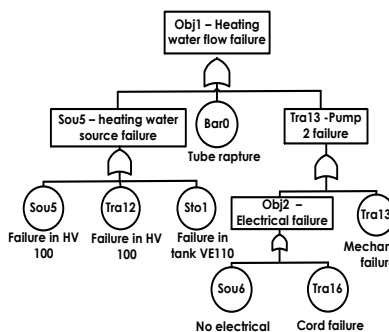 Obj1 – Heating
water flow failure
Sou5 – heating water
source failure
Bar0
Tube rapture
Tra13 -Pump
2 failure
Sou5
Failure in HV
100
Tra12
Failure in HV
100
Sto1
Failure in
tank VE110
Obj2 –
Electrical failure
Tra13
Mechan
failure
Sou6
No electrical
Tra16
Cord failure